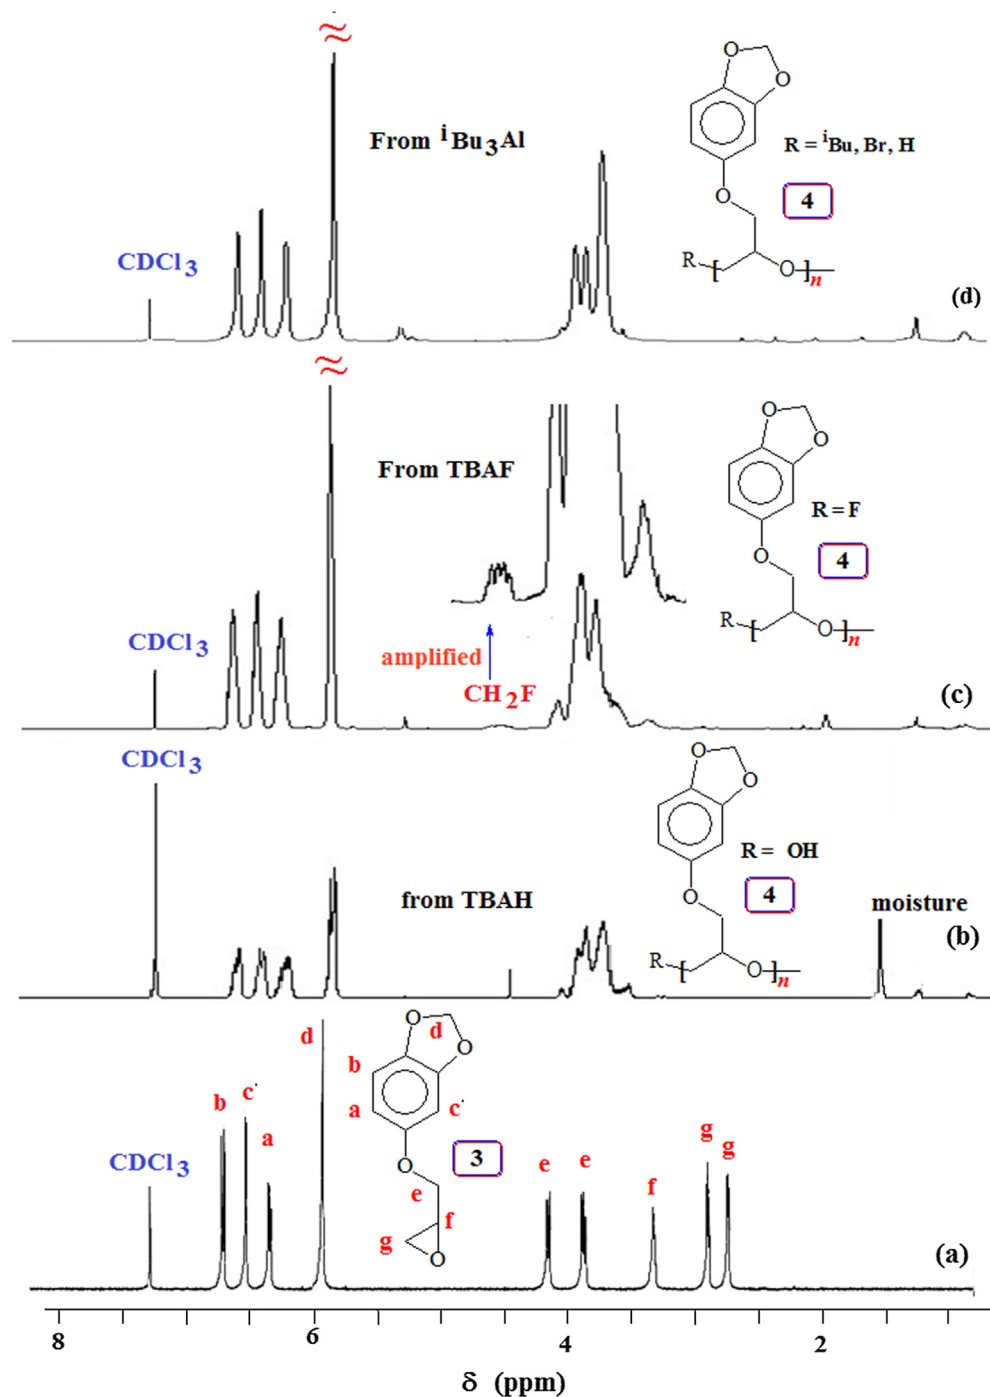 O
O
From ⁱBu₃Al
R = ⁱBu, Br, H
4
O
CDCl₃
R
[
O
]n
(d)
O
O
From TBAF
R = F
4
O
CDCl₃
R
[
O
]n
amplified
CH₂F
(c)
CDCl₃
O
O
R = OH
from TBAH
4
moisture
O
(b)
R
[
O
]n
d
O
d
O
b
c'
b
a
a
c'
CDCl₃
O
3
e
e
g
g
e
f
f
g
O
(a)
8
6
4
2
δ (ppm)